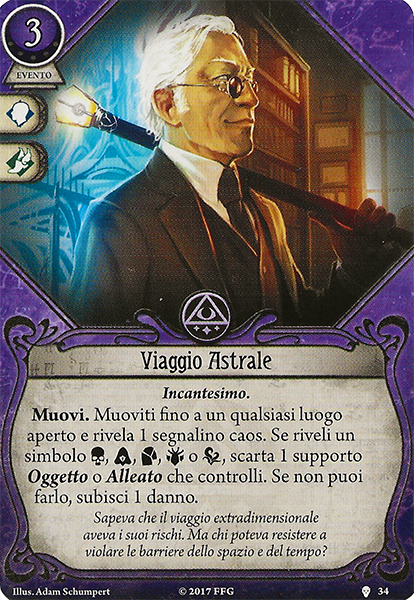 3
EVENTO
Viaggio Astrale
Incantesimo.
Muovi. Muoviti fino a un qualsiasi luogo
aperto e rivela 1 segnalino caos. Se riveli un
simbolo , , , o , scarta 1 supporto
Oggetto o Alleato che controlli. Se non puoi
farlo, subisci 1 danno.
Sapeva che il viaggio extradimensionale
aveva i suoi rischi. Ma chi poteva resistere a
violare le barriere dello spazio e del tempo?
Illus. Adam Schumpert
© 2017 FFG
34